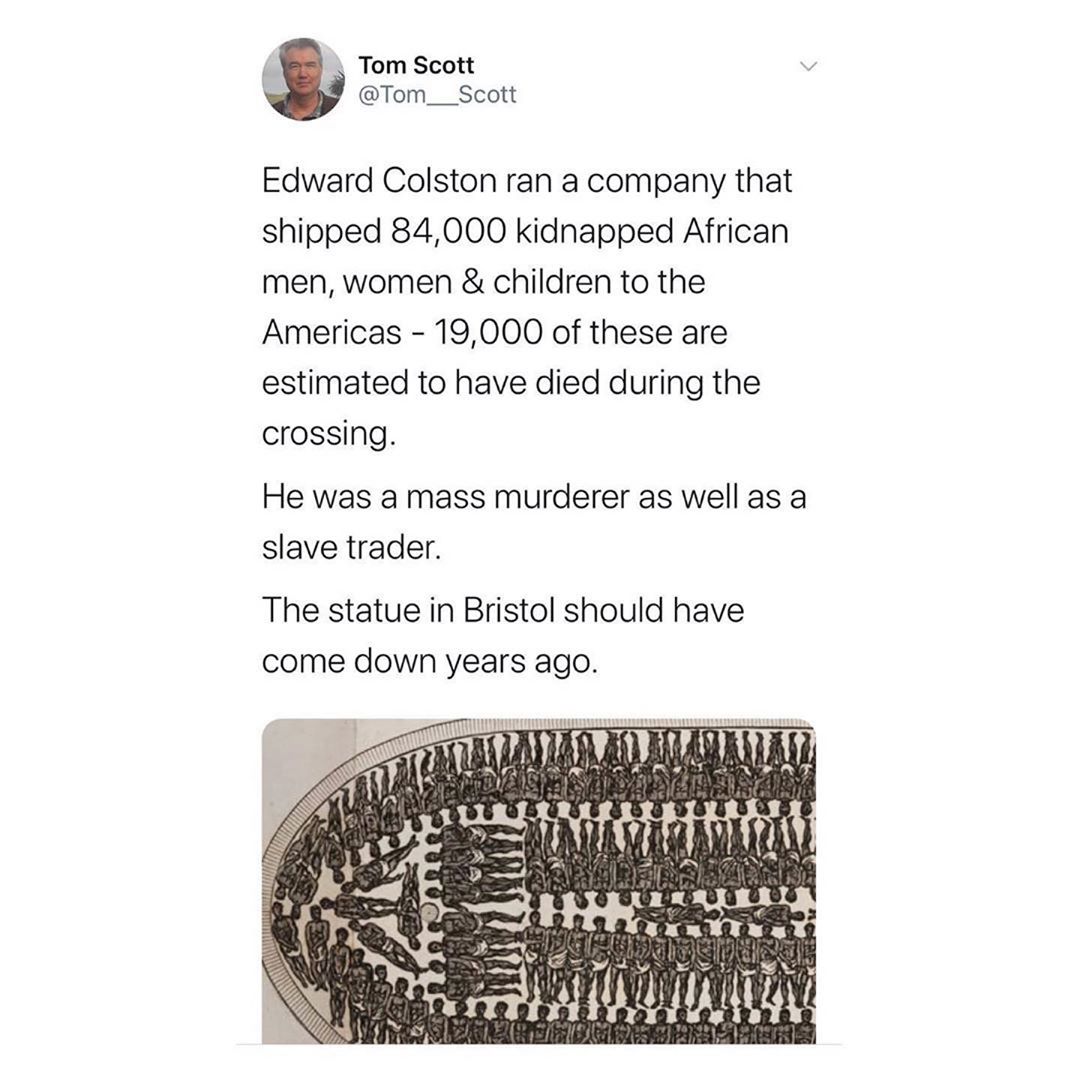 Tom Scott
@Tom__Scott
Edward Colston ran a company that
shipped 84,000 kidnapped African
men, women & children to the
Americas - 19,000 of these are
estimated to have died during the
crossing.
He was a mass murderer as well as a
slave trader.
The statue in Bristol should have
come down years ago.